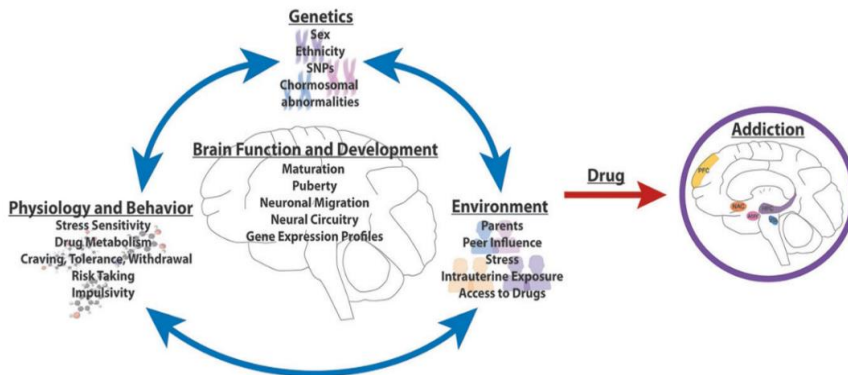 Genetics
Sex
Ethnicity
SNPs
Chormosomal
abnormalities
Brain Function and Development
Maturation
Puberty
Neuronal Migration
Neural Circuitry
Gene Expression Profiles
Physiology and Behavior
Stress Sensitivity
Drug Metabolism
Craving, Tolerance, Withdrawal
Risk Taking
Impulsivity
Environment
Parents
Peer Influence
Stress
Intrauterine Exposure
Access to Drugs
Drug
Addiction
PFC
NAC